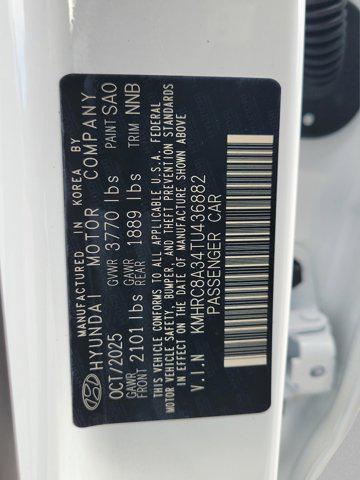 MANUFACTURED IN KOREA BY
HYUNDAI MOTOR COMPANY
OCT/2025 GVWR 3770 lbs PAINT SAO
GAWR FRONT 2101 lbs GAWR REAR 1889 lbs TRIM NNB
THIS VEHICLE CONFORMS TO ALL APPLICABLE U.S.A. FEDERAL
MOTOR VEHICLE SAFETY, BUMPER, AND THEFT PREVENTION STANDARDS
IN EFFECT ON THE DATE OF MANUFACTURE SHOWN ABOVE
V.I.N KMHRC8A34TU436882
PASSENGER CAR